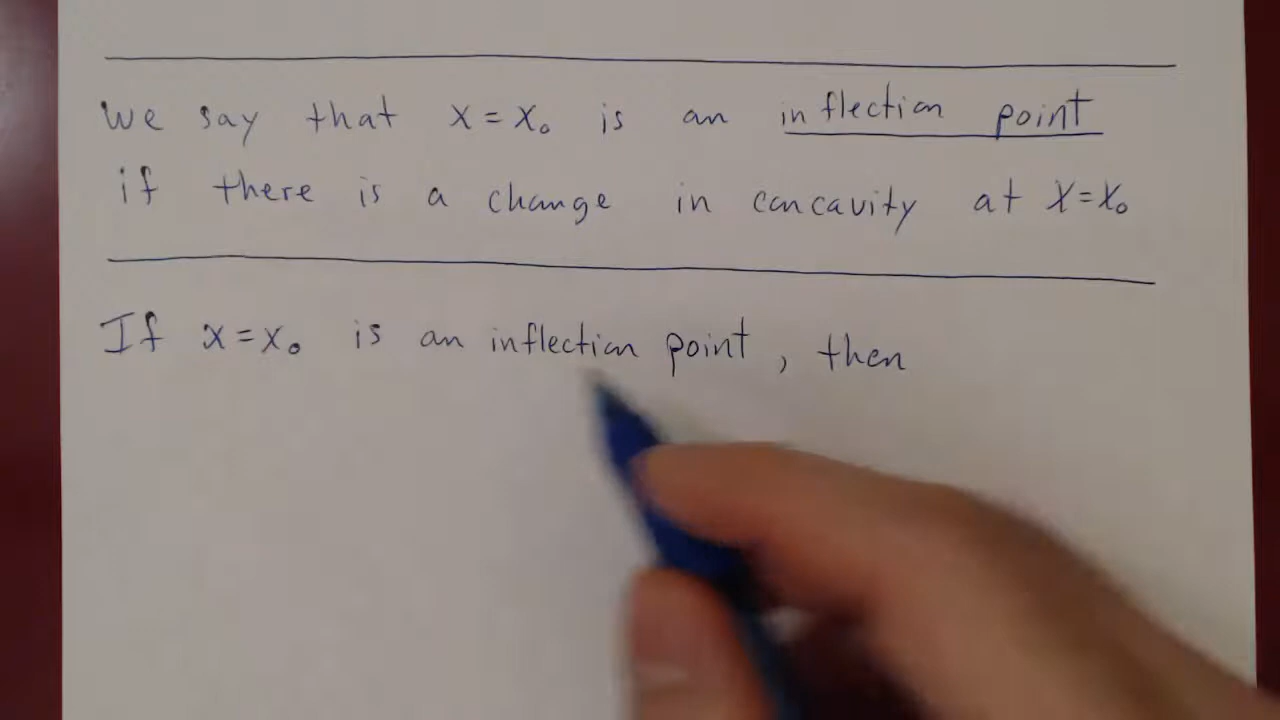 We say that x = x₀ is an inflection point
if there is a change in concavity at x = x₀
If x = x₀ is an inflection point, then